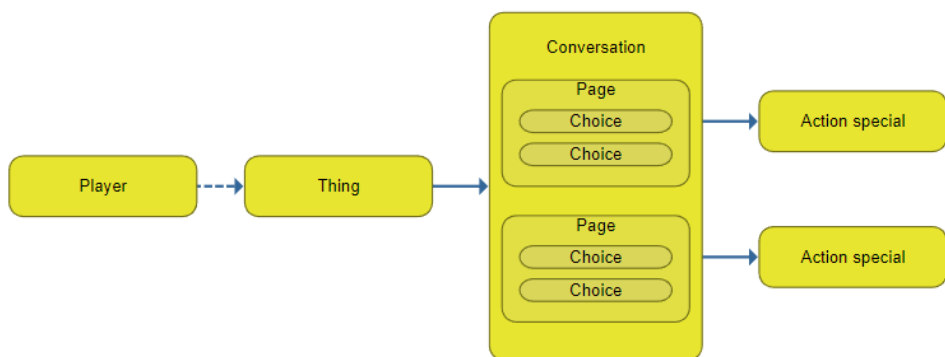 Player
Thing
Conversation
Page
Choice
Choice
Page
Choice
Choice
Action special
Action special